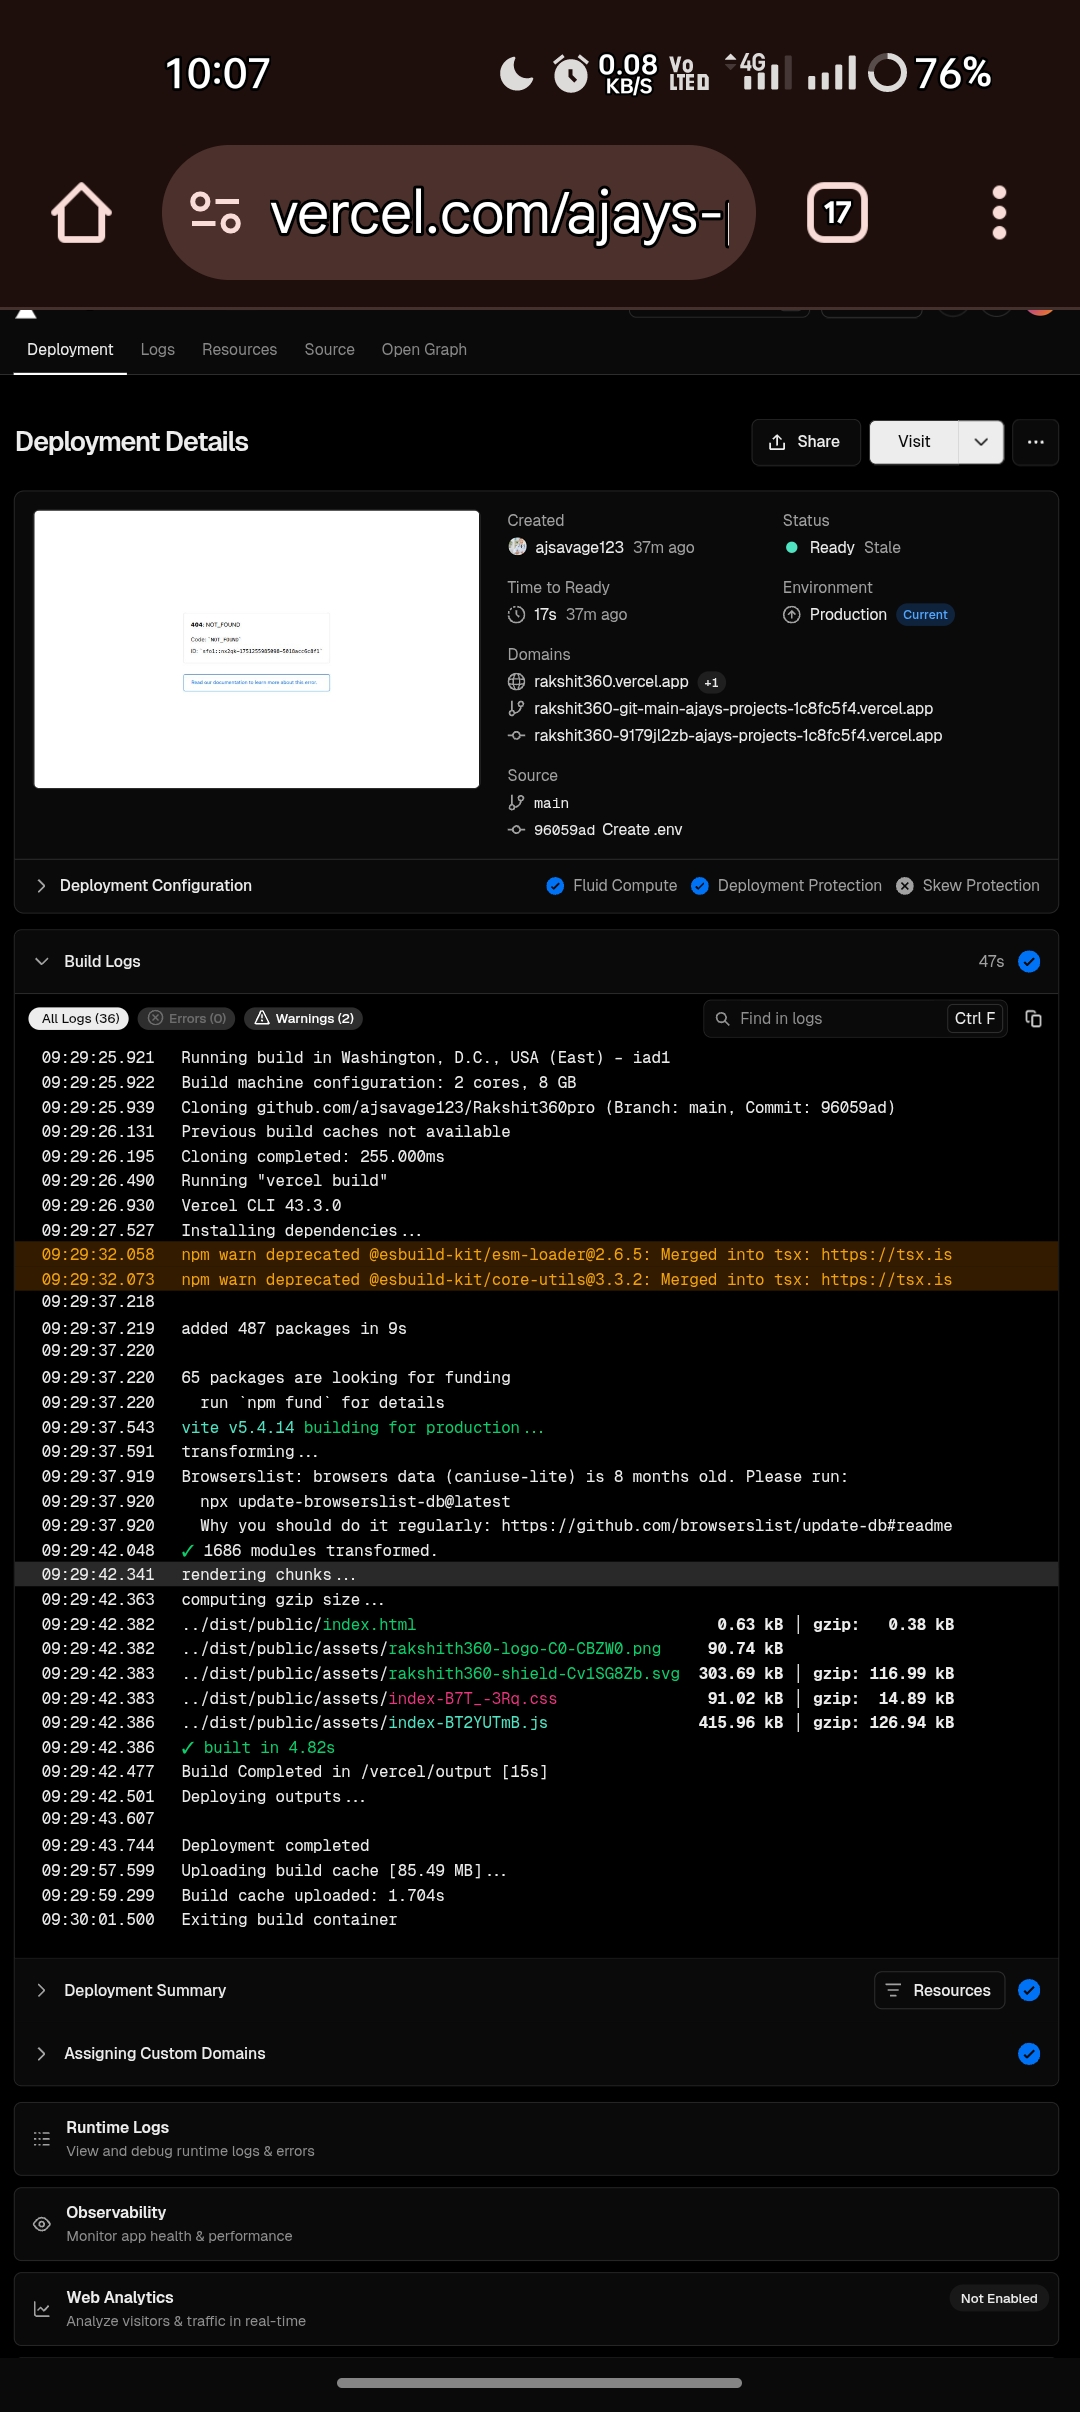 10:07
0.08 KB/S
Vo LTED
4G
76%
vercel.com/ajays-
17
Deployment Logs Resources Source Open Graph
Deployment Details
Share
Visit
404: NOT_FOUND
Code: `NOT_FOUND`
Read our documentation to learn more about this error.
Created
ajsavage123 37m ago
Status
Ready Stale
Time to Ready
17s 37m ago
Environment
Production Current
Domains
rakshit360.vercel.app +1
rakshit360-git-main-ajays-projects-1c8fc5f4.vercel.app
rakshit360-9179jl2zb-ajays-projects-1c8fc5f4.vercel.app
Source
main
96059ad Create .env
Deployment Configuration
Fluid Compute Deployment Protection Skew Protection
Build Logs
47s
All Logs (36) Errors (0) Warnings (2)
Find in logs Ctrl F
09:29:25.921 Running build in Washington, D.C., USA (East) – iad1
09:29:25.922 Build machine configuration: 2 cores, 8 GB
09:29:25.939 Cloning github.com/ajsavage123/Rakshit360pro (Branch: main, Commit: 96059ad)
09:29:26.131 Previous build caches not available
09:29:26.195 Cloning completed: 255.000ms
09:29:26.490 Running "vercel build"
09:29:26.930 Vercel CLI 43.3.0
09:29:27.527 Installing dependencies...
09:29:32.058 npm warn deprecated @esbuild-kit/esm-loader@2.6.5: Merged into tsx: https://tsx.is
09:29:32.073 npm warn deprecated @esbuild-kit/core-utils@3.3.2: Merged into tsx: https://tsx.is
09:29:37.218
09:29:37.219 added 487 packages in 9s
09:29:37.220
09:29:37.220 65 packages are looking for funding
09:29:37.220 run `npm fund` for details
09:29:37.543 vite v5.4.14 building for production...
09:29:37.591 transforming...
09:29:37.919 Browserslist: browsers data (caniuse-lite) is 8 months old. Please run:
09:29:37.920 npx update-browserslist-db@latest
09:29:37.920 Why you should do it regularly: https://github.com/browserslist/update-db#readme
09:29:42.048 ✓ 1686 modules transformed.
09:29:42.341 rendering chunks...
09:29:42.363 computing gzip size...
09:29:42.382 ../dist/public/index.html 0.63 kB │ gzip: 0.38 kB
09:29:42.382 ../dist/public/assets/rakshith360-logo-C0-CBZW0.png 90.74 kB
09:29:42.383 ../dist/public/assets/rakshith360-shield-Cv1SG8Zb.svg 303.69 kB │ gzip: 116.99 kB
09:29:42.383 ../dist/public/assets/index-B7T_-3Rq.css 91.02 kB │ gzip: 14.89 kB
09:29:42.386 ../dist/public/assets/index-BT2YUTmB.js 415.96 kB │ gzip: 126.94 kB
09:29:42.386 ✓ built in 4.82s
09:29:42.477 Build Completed in /vercel/output [15s]
09:29:42.501 Deploying outputs...
09:29:43.607
09:29:43.744 Deployment completed
09:29:57.599 Uploading build cache [85.49 MB]...
09:29:59.299 Build cache uploaded: 1.704s
09:30:01.500 Exiting build container
Deployment Summary
Resources
Assigning Custom Domains
Runtime Logs
View and debug runtime logs & errors
Observability
Monitor app health & performance
Web Analytics
Not Enabled
Analyze visitors & traffic in real-time